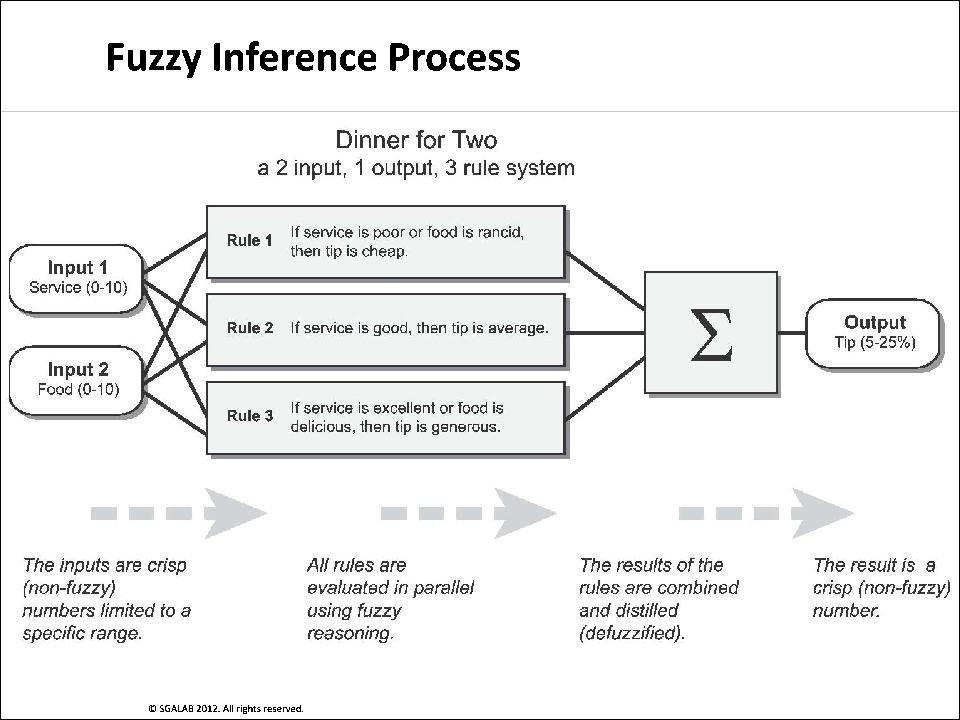 Fuzzy Inference Process
Dinner for Two
a 2 input, 1 output, 3 rule system
Input 1
Service (0-10)
Input 2
Food (0-10)
Rule 1
If service is poor or food is rancid,
then tip is cheap.
Rule 2
If service is good, then tip is average.
Rule 3
If service is excellent or food is
delicious, then tip is generous.
Σ
Output
Tip (5-25%)
The inputs are crisp
(non-fuzzy)
numbers limited to a
specific range.
All rules are
evaluated in parallel
using fuzzy
reasoning.
The results of the
rules are combined
and distilled
(defuzzified).
The result is a
crisp (non-fuzzy)
number.
© SGALAB 2012. All rights reserved.